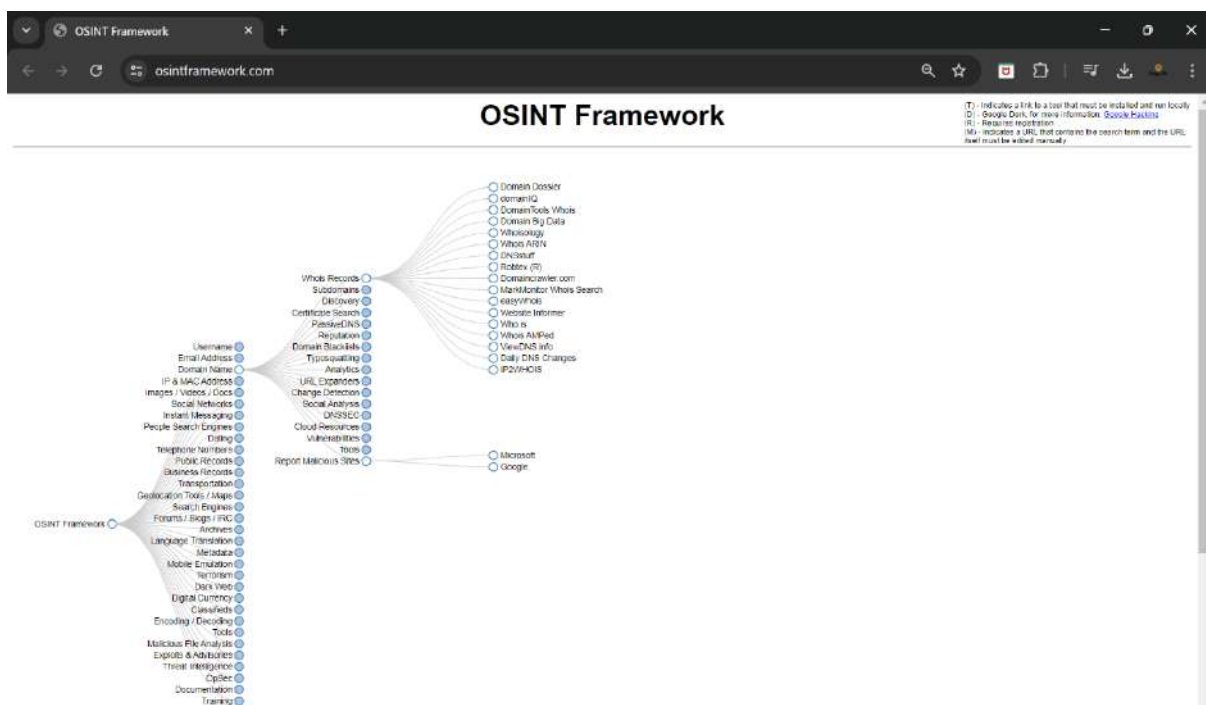 OSINT Framework
osintframework.com
OSINT Framework
(T) - Indicates a link to a tool that must be installed and run locally
(D) - Google Dork, for more information: Google Hacking
(R) - Requires registration
(M) - Indicates a URL that contains the search term and the URL
itself must be edited manually
Domain Dossier
domainIQ
DomainTools Whois
Domain Big Data
Whoisology
Whois ARIN
DNSstuff
Robtex (R)
Domaincrawler.com
MarkMonitor Whois Search
easyWhois
Website Informer
Who is
Whois AMPed
ViewDNS info
Daily DNS Changes
IP2WHOIS
Whois Records
Subdomains
Discovery
Certificate Search
PassiveDNS
Reputation
Domain Blacklists
Typosquatting
Analytics
URL Expanders
Change Detection
Social Analysis
DNSSEC
Cloud Resources
Vulnerabilities
Tools
Report Malicious Sites
Microsoft
Google
Username
Email Address
Domain Name
IP & MAC Address
Images / Videos / Docs
Social Networks
Instant Messaging
People Search Engines
Dating
Telephone Numbers
Public Records
Business Records
Transportation
Geolocation Tools / Maps
Search Engines
Forums / Blogs / IRC
Archives
Language Translation
Metadata
Mobile Emulation
Terrorism
Dark Web
Digital Currency
Classifieds
Encoding / Decoding
Tools
Malicious File Analysis
Exploits & Advisories
Threat Intelligence
OpSec
Documentation
Training
OSINT Framework